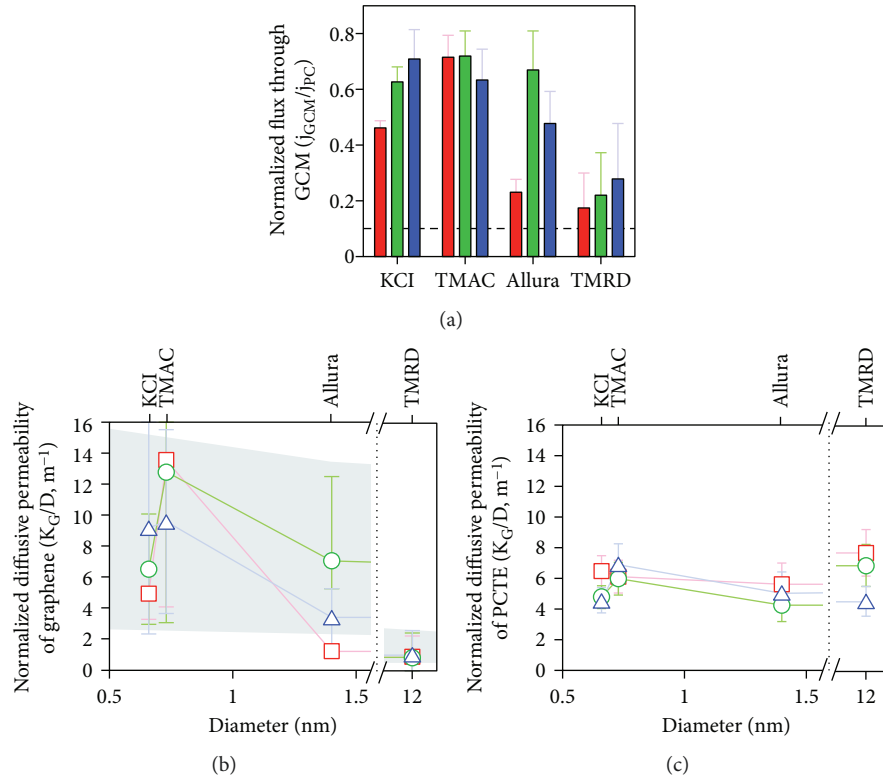 Normalized flux through
GCM (jGCM/jPC)
0.8
0.6
0.4
0.2
0
KCI
TMAC
Allura
TMRD
(a)
KCI
TMAC
Allura
TMRD
Normalized diffusive permeability
of graphene (KG/D, m⁻¹)
16
14
12
10
8
6
4
2
0
0.5
1
1.5
12
Diameter (nm)
(b)
KCI
TMAC
Allura
TMRD
Normalized diffusive permeability
of PCTE (KG/D, m⁻¹)
16
14
12
10
8
6
4
2
0
0.5
1
1.5
12
Diameter (nm)
(c)